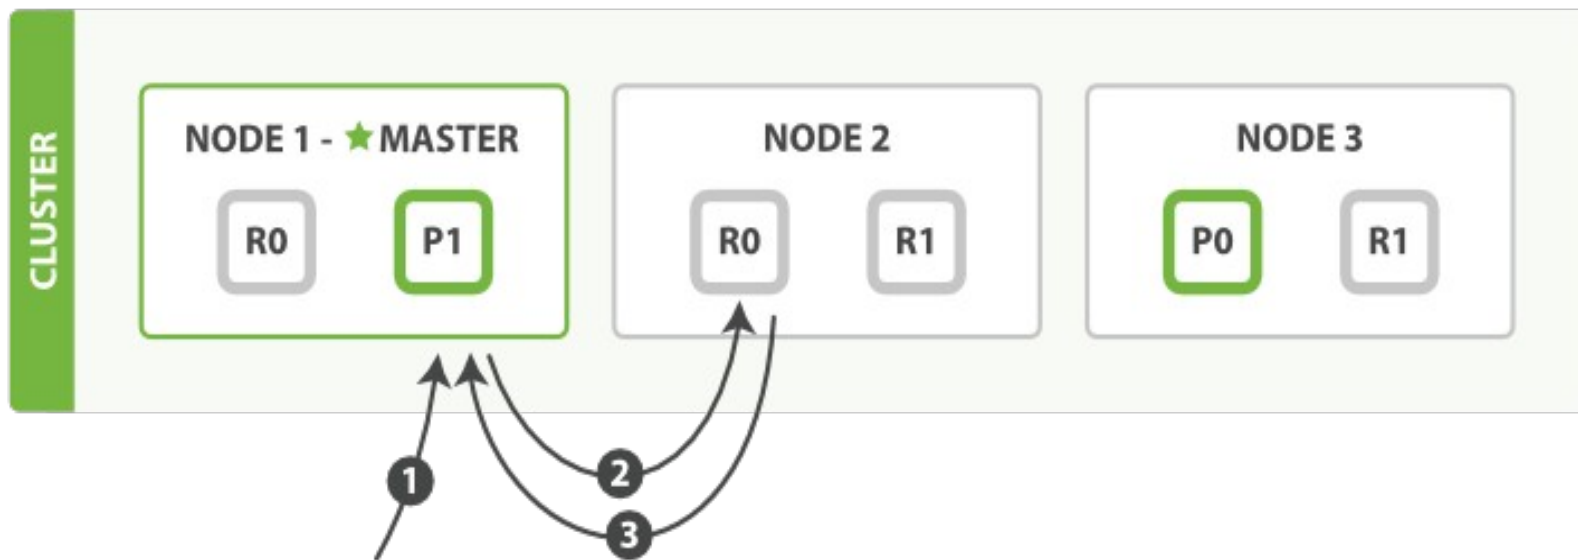 CLUSTER
NODE 1 - ★ MASTER
R0
P1
NODE 2
R0
R1
NODE 3
P0
R1
1
2
3